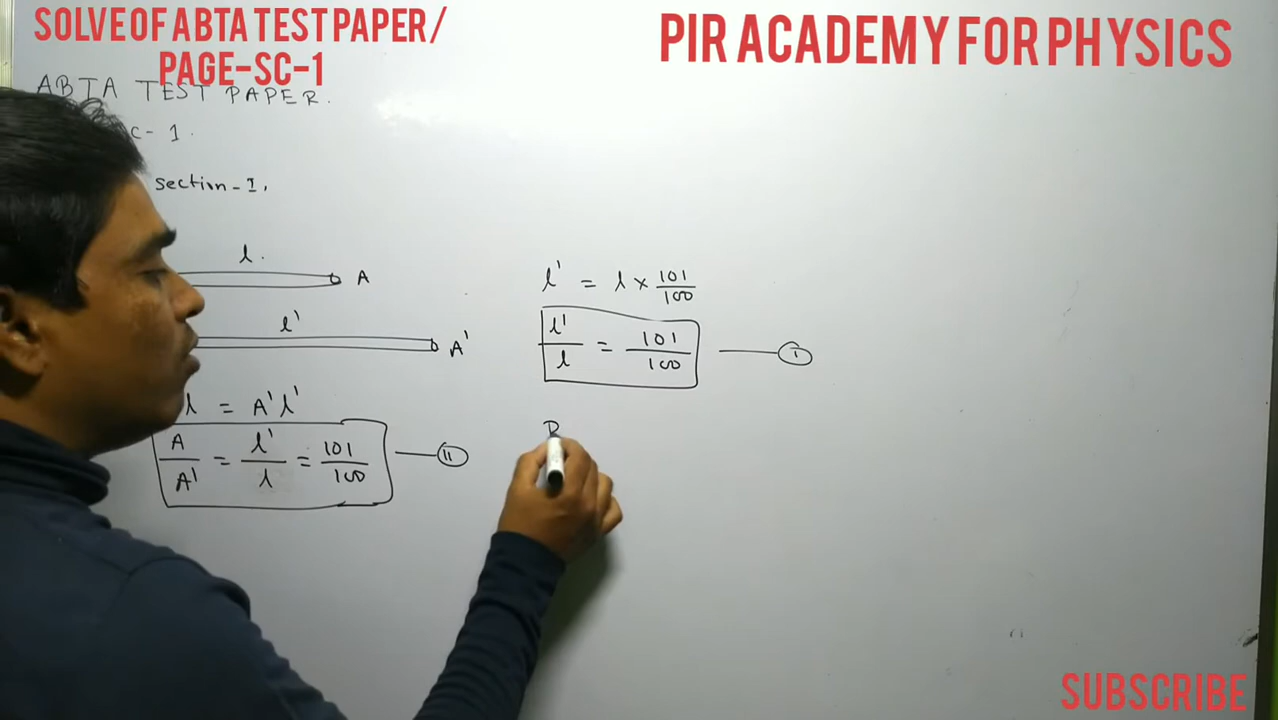 SOLVE OF ABTA TEST PAPER/
PAGE-SC-1
PIR ACADEMY FOR PHYSICS
ABTA TEST PAPER.
c-1.
section-I,
l.
A
l'
A'
l = A'l'
A/A' = l'/l = 101/100 — II
l' = l × 101/100
l'/l = 101/100 — I
R
SUBSCRIBE